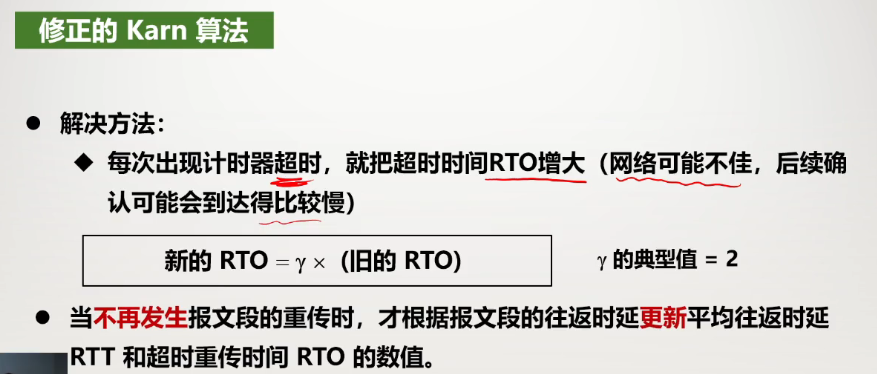 修正的 Karn 算法
● 解决方法：
◆ 每次出现计时器超时，就把超时时间RTO增大（网络可能不佳，后续确
认可能会到达得比较慢）
新的 RTO = γ × (旧的 RTO)
γ 的典型值 = 2
● 当不再发生报文段的重传时，才根据报文段的往返时延更新平均往返时延
RTT 和超时重传时间 RTO 的数值。